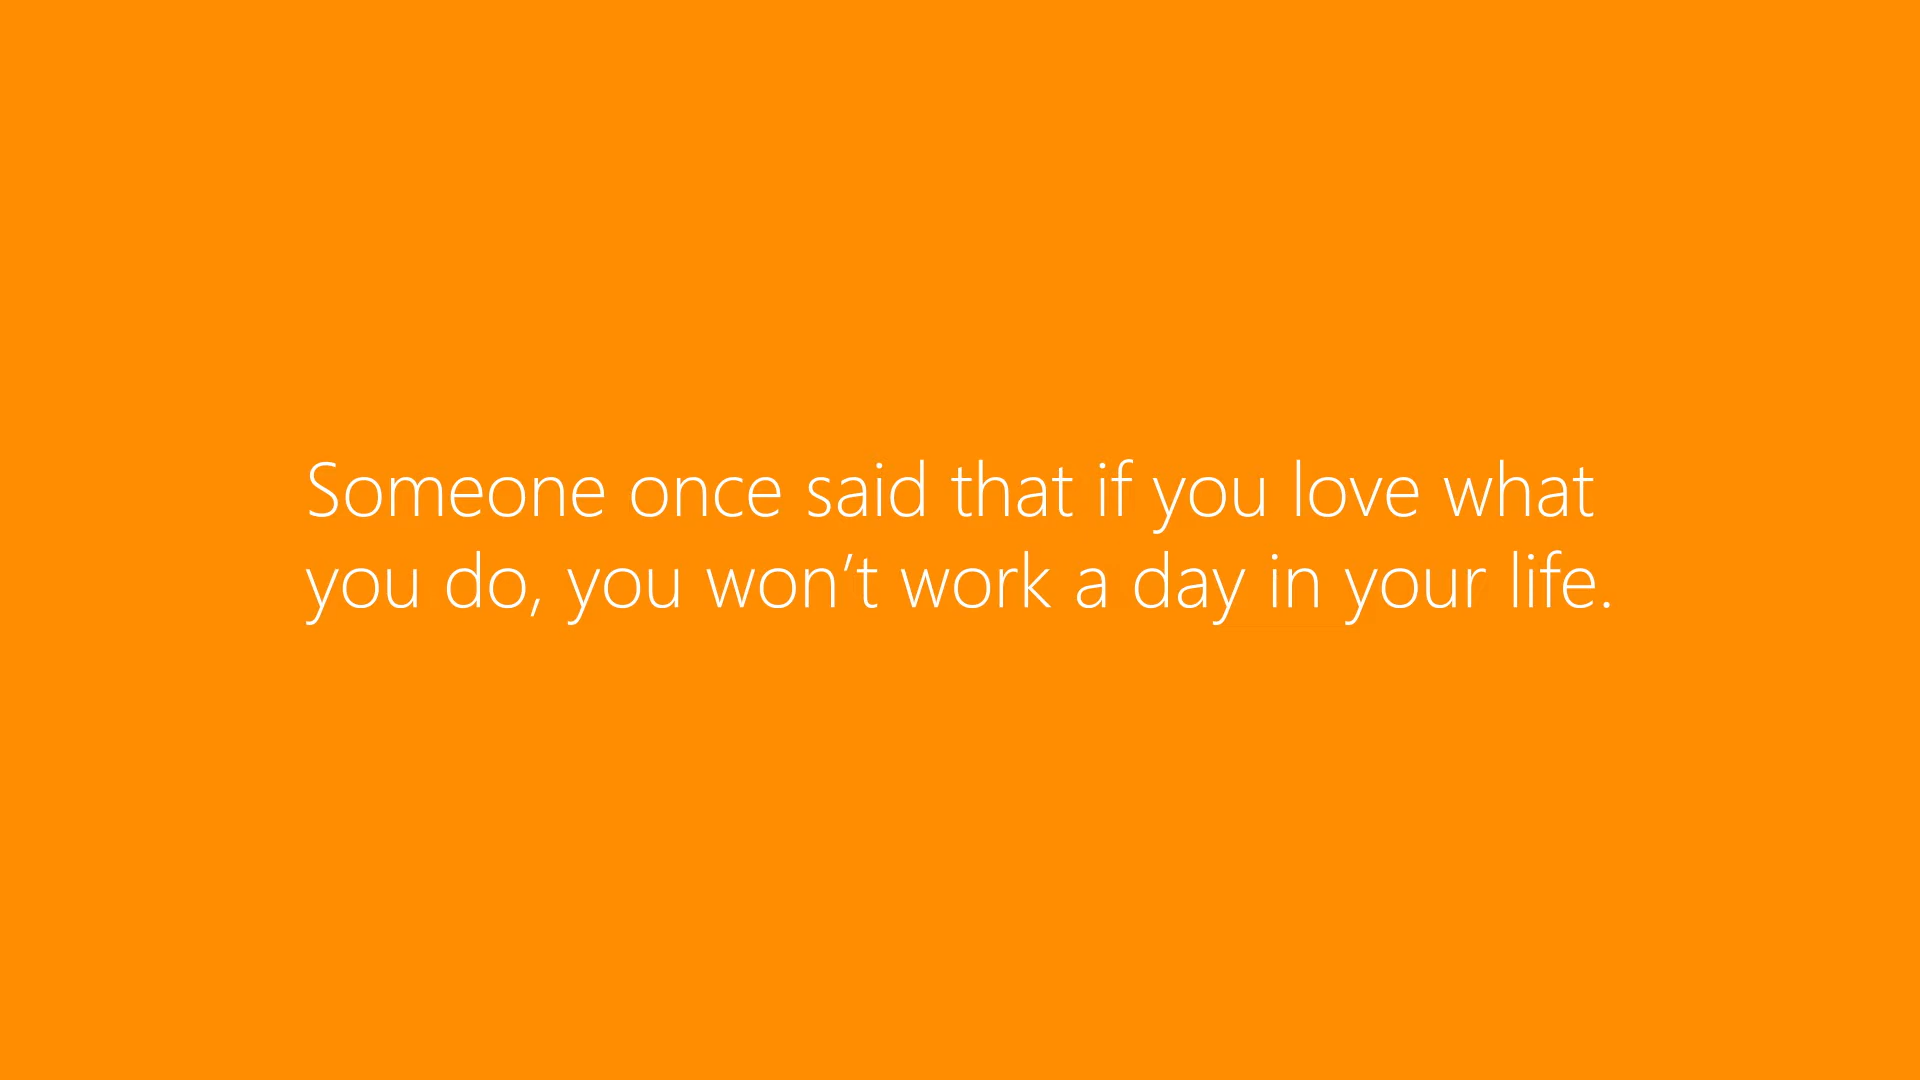 Someone once said that if you love what
you do, you won’t work a day in your life.